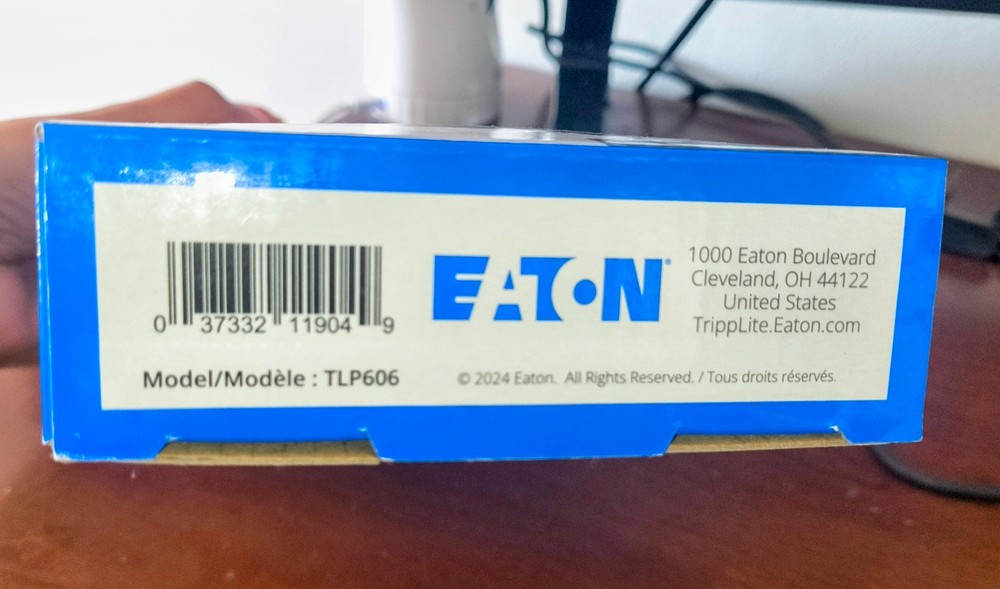 0 37332 11904 9
Model/Modèle : TLP606
EATON
1000 Eaton Boulevard
Cleveland, OH 44122
United States
TrippLite.Eaton.com
© 2024 Eaton. All Rights Reserved. / Tous droits réservés.